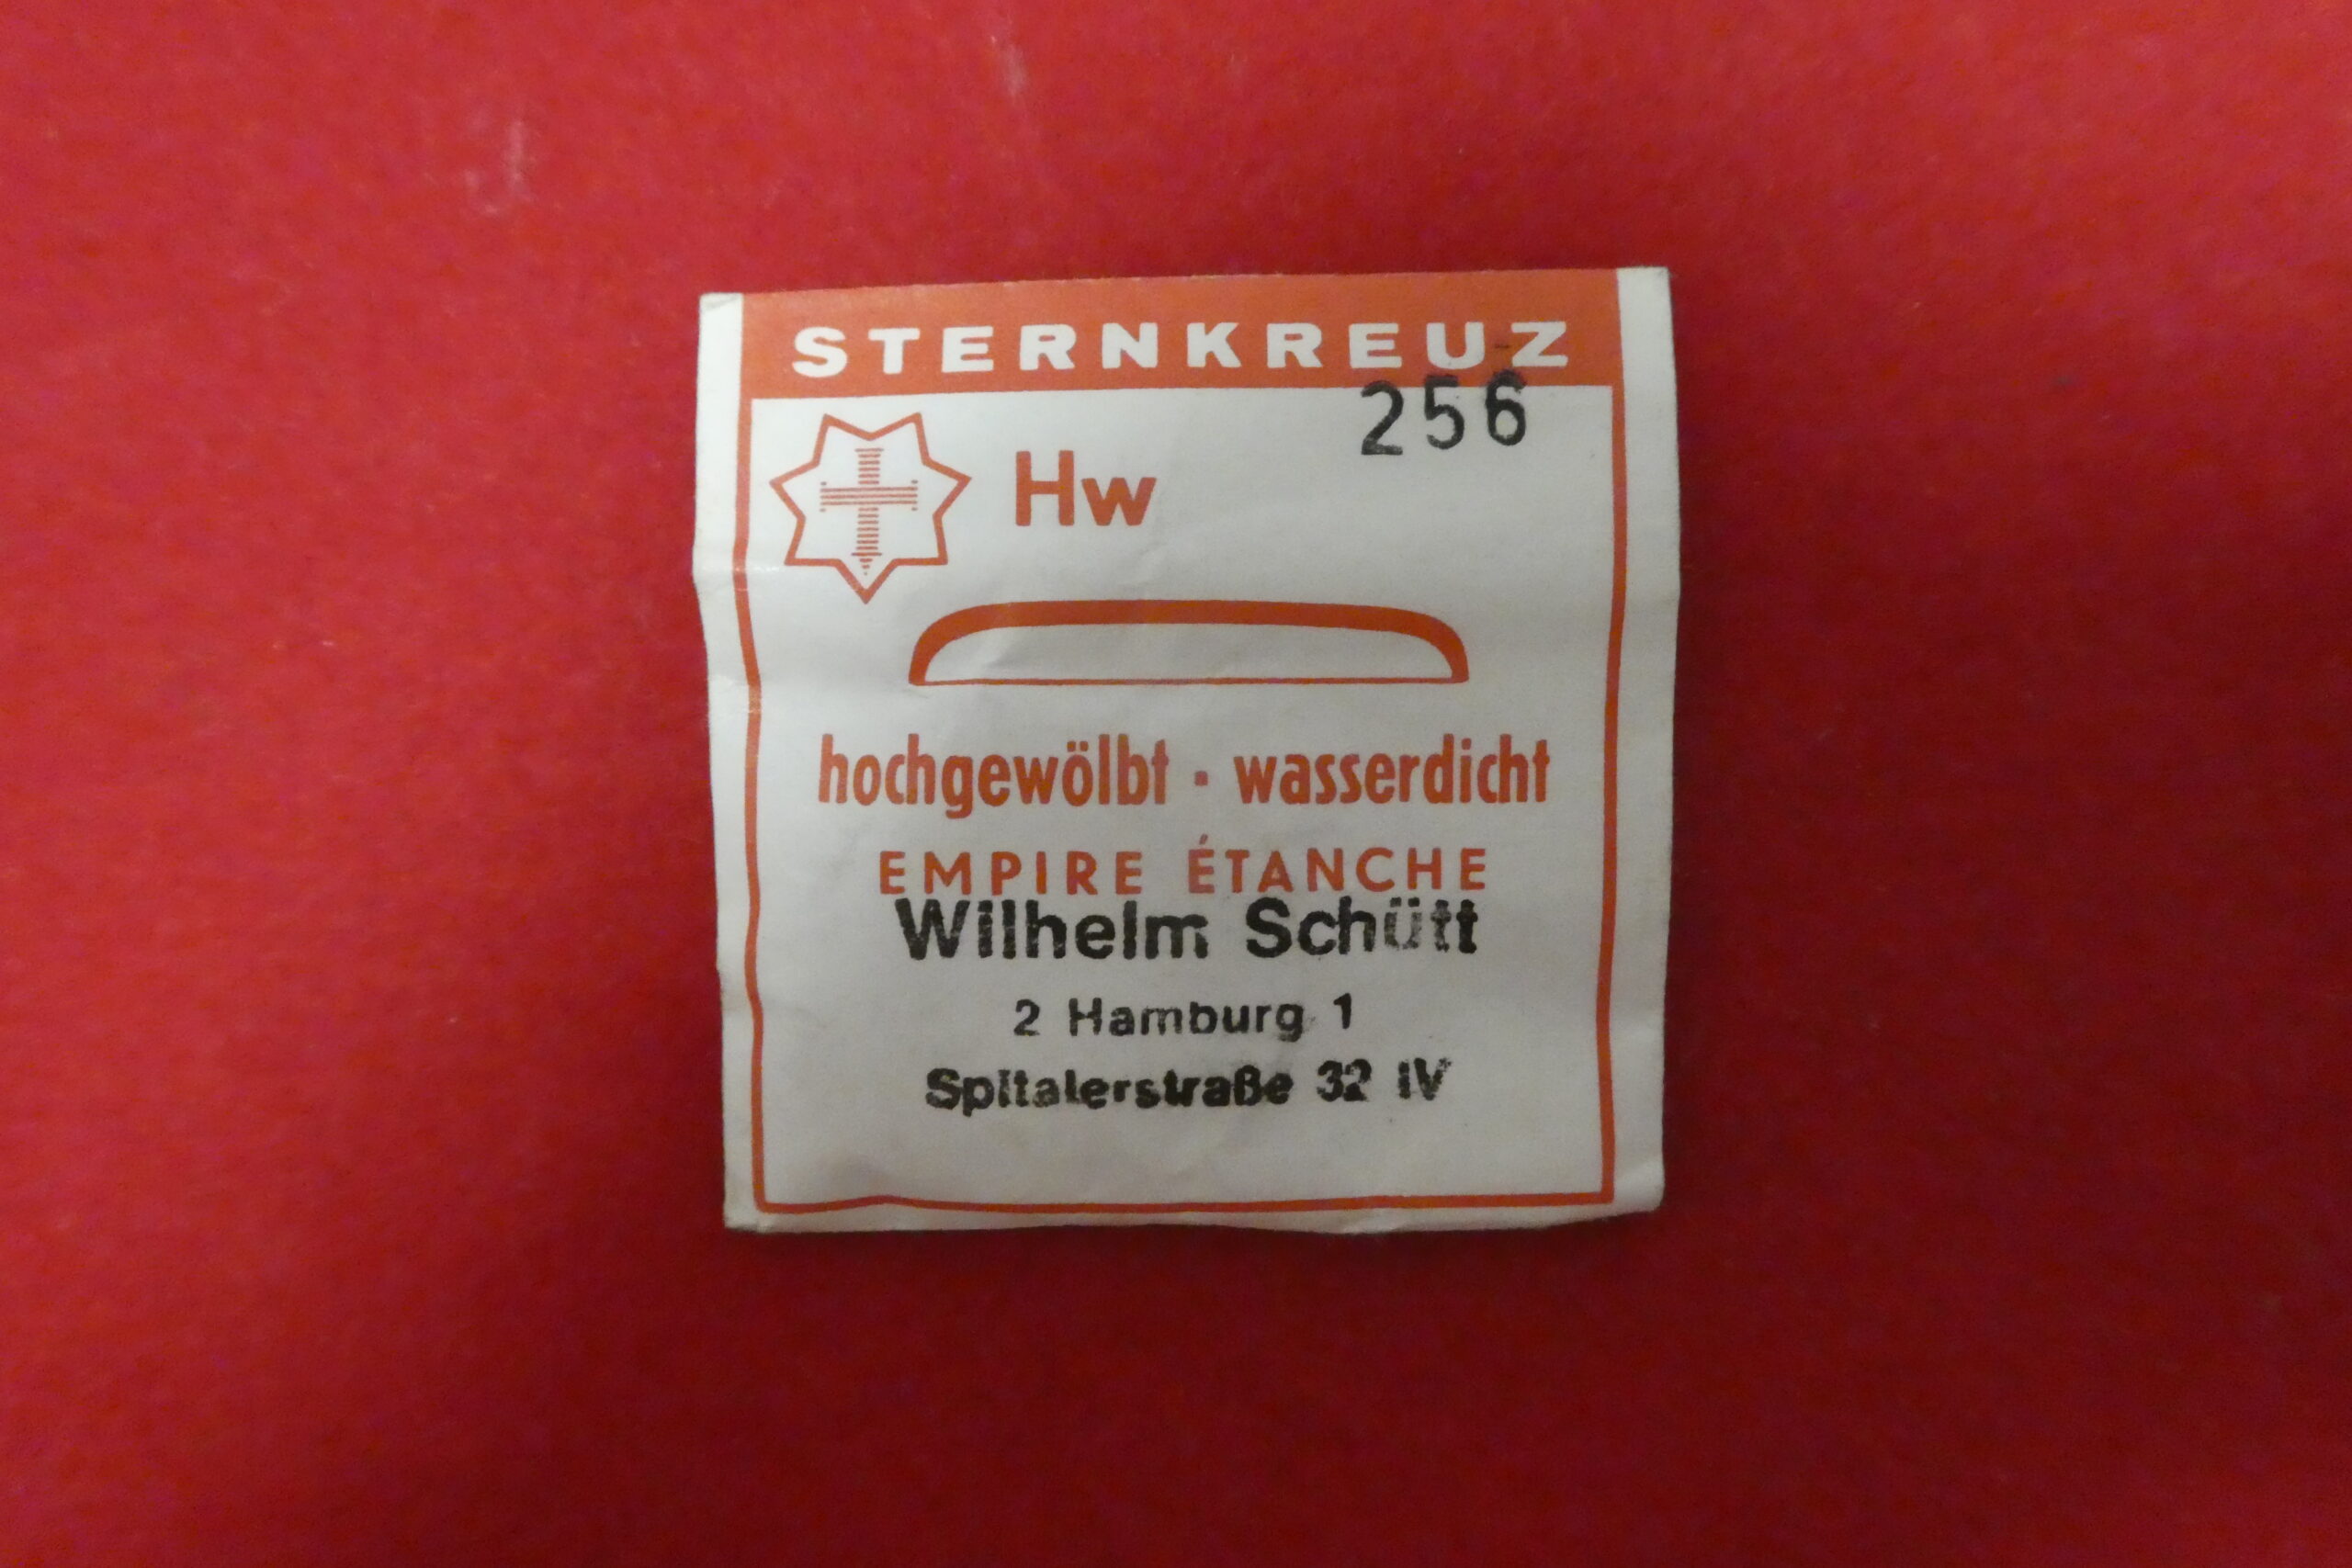 STERNKREUZ
256
Hw
hochgewölbt · wasserdicht
EMPIRE ÉTANCHE
Wilhelm Schütt
2 Hamburg 1
Spitalerstraße 32 IV